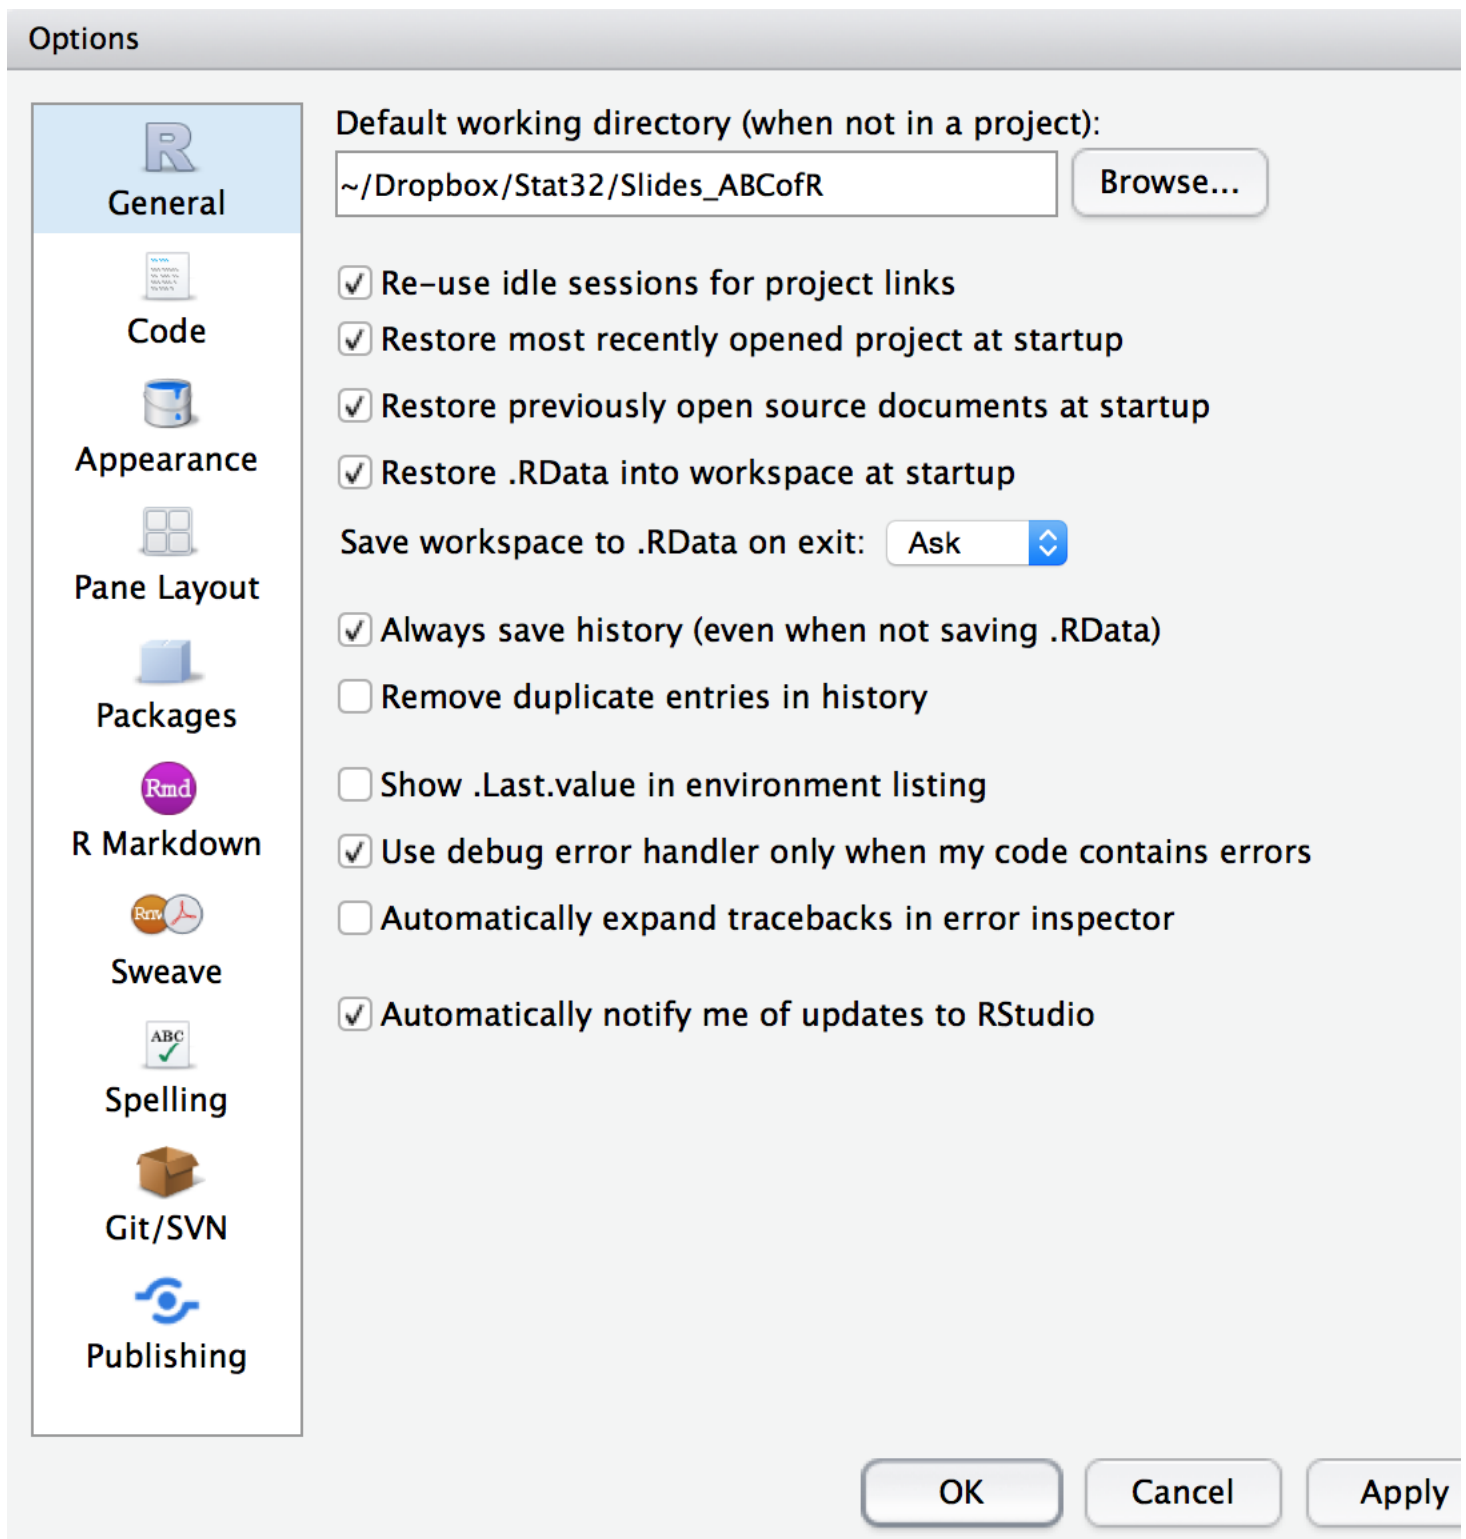 Options
General
Code
Appearance
Pane Layout
Packages
Rmd
R Markdown
Rnw
Sweave
ABC
Spelling
Git/SVN
Publishing
Default working directory (when not in a project):
~/Dropbox/Stat32/Slides_ABCofR
Browse...
Re-use idle sessions for project links
Restore most recently opened project at startup
Restore previously open source documents at startup
Restore .RData into workspace at startup
Save workspace to .RData on exit: Ask
Always save history (even when not saving .RData)
Remove duplicate entries in history
Show .Last.value in environment listing
Use debug error handler only when my code contains errors
Automatically expand tracebacks in error inspector
Automatically notify me of updates to RStudio
OK
Cancel
Apply